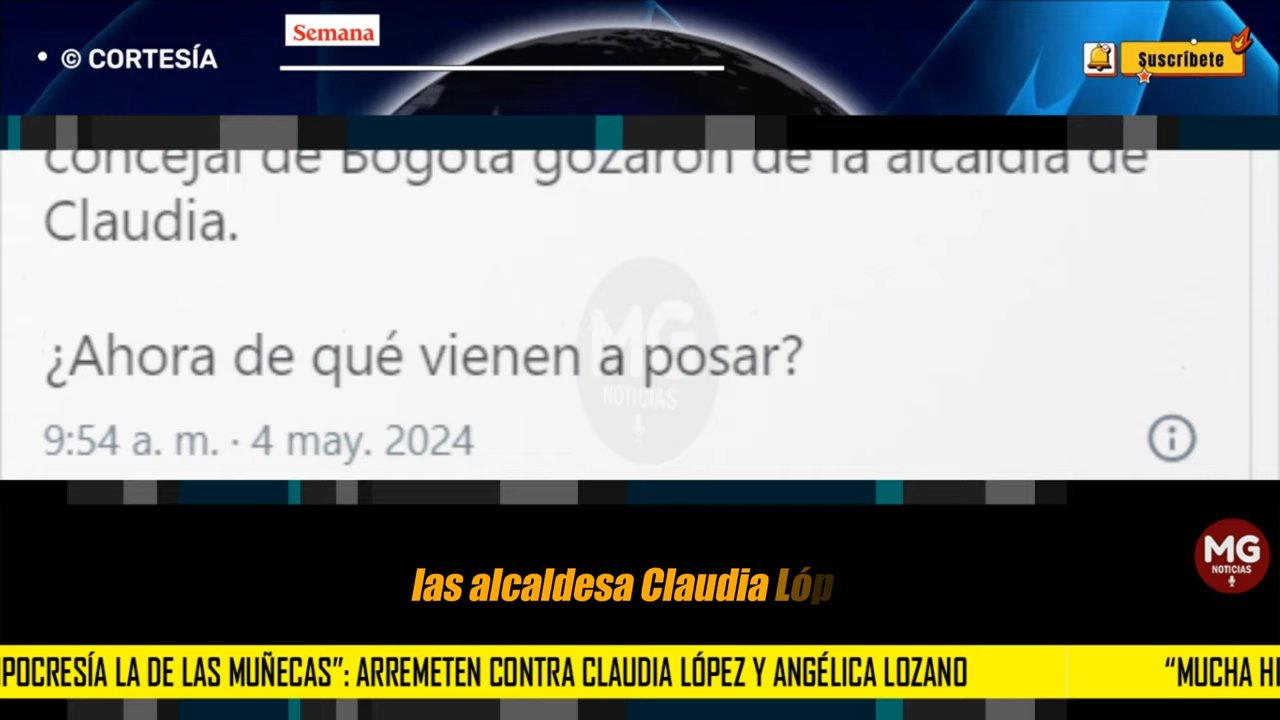 Semana
• © CORTESÍA
Suscríbete
concejal de Bogotá gozaron de la alcaldía de
Claudia.
¿Ahora de qué vienen a posar?
MG
NOTICIAS
9:54 a. m. · 4 may. 2024
MG
NOTICIAS
las alcaldesa Claudia Lóp
POCRESÍA LA DE LAS MUÑECAS”: ARREMETEN CONTRA CLAUDIA LÓPEZ Y ANGÉLICA LOZANO “MUCHA HI